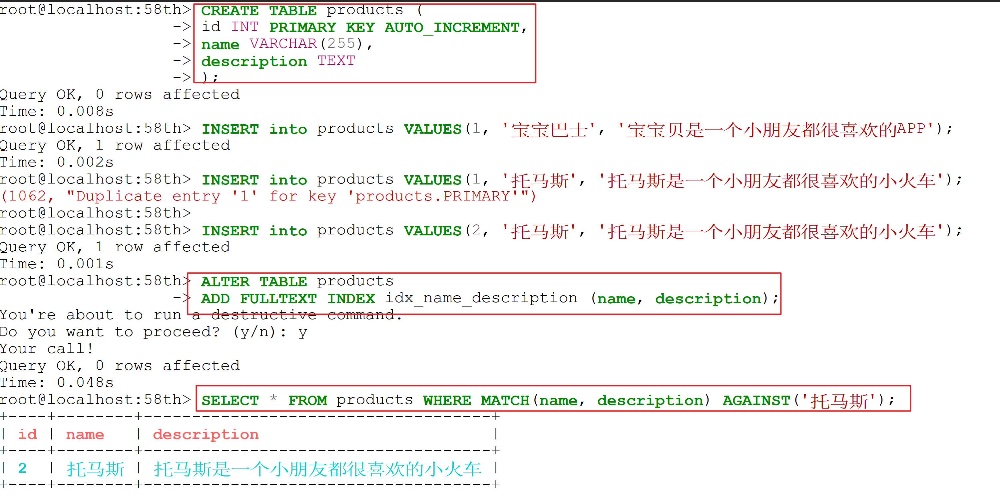 root@localhost:58th> CREATE TABLE products (
-> id INT PRIMARY KEY AUTO_INCREMENT,
-> name VARCHAR(255),
-> description TEXT
-> );
Query OK, 0 rows affected
Time: 0.008s
root@localhost:58th> INSERT into products VALUES(1, '宝宝巴士', '宝宝贝是一个小朋友都很喜欢的APP');
Query OK, 1 row affected
Time: 0.002s
root@localhost:58th> INSERT into products VALUES(1, '托马斯', '托马斯是一个小朋友都很喜欢的小火车');
(1062, "Duplicate entry '1' for key 'products.PRIMARY'")
root@localhost:58th>
root@localhost:58th> INSERT into products VALUES(2, '托马斯', '托马斯是一个小朋友都很喜欢的小火车');
Query OK, 1 row affected
Time: 0.001s
root@localhost:58th> ALTER TABLE products
-> ADD FULLTEXT INDEX idx_name_description (name, description);
You're about to run a destructive command.
Do you want to proceed? (y/n): y
Your call!
Query OK, 0 rows affected
Time: 0.048s
root@localhost:58th> SELECT * FROM products WHERE MATCH(name, description) AGAINST('托马斯');
+----+--------+------------------------------------+
| id | name   | description                        |
+----+--------+------------------------------------+
| 2  | 托马斯 | 托马斯是一个小朋友都很喜欢的小火车 |
+----+--------+------------------------------------+